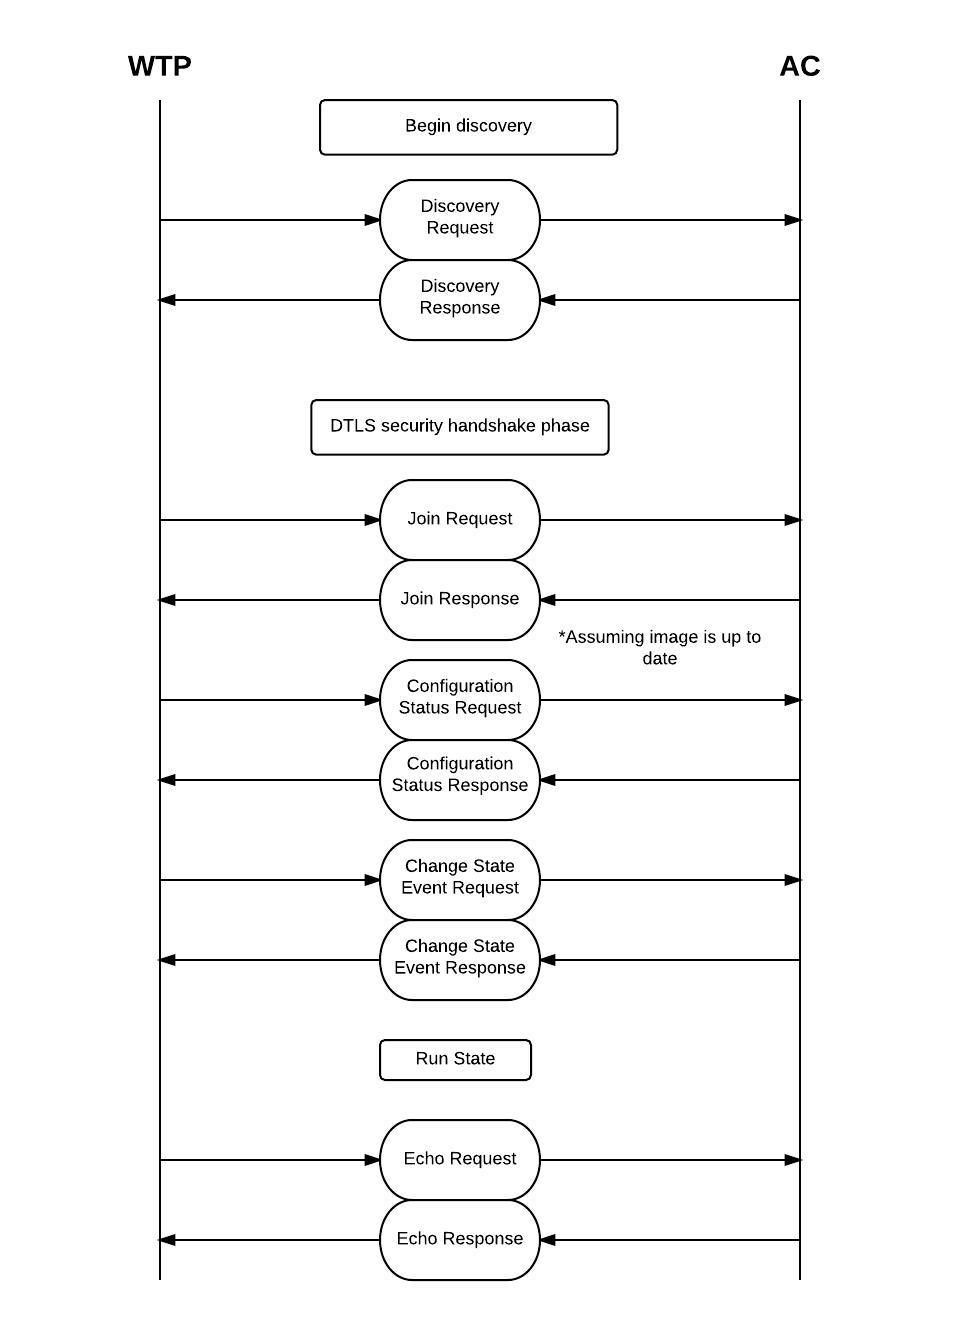 WTP
AC
Begin discovery
Discovery
Request
Discovery
Response
DTLS security handshake phase
Join Request
Join Response
*Assuming image is up to
date
Configuration
Status Request
Configuration
Status Response
Change State
Event Request
Change State
Event Response
Run State
Echo Request
Echo Response